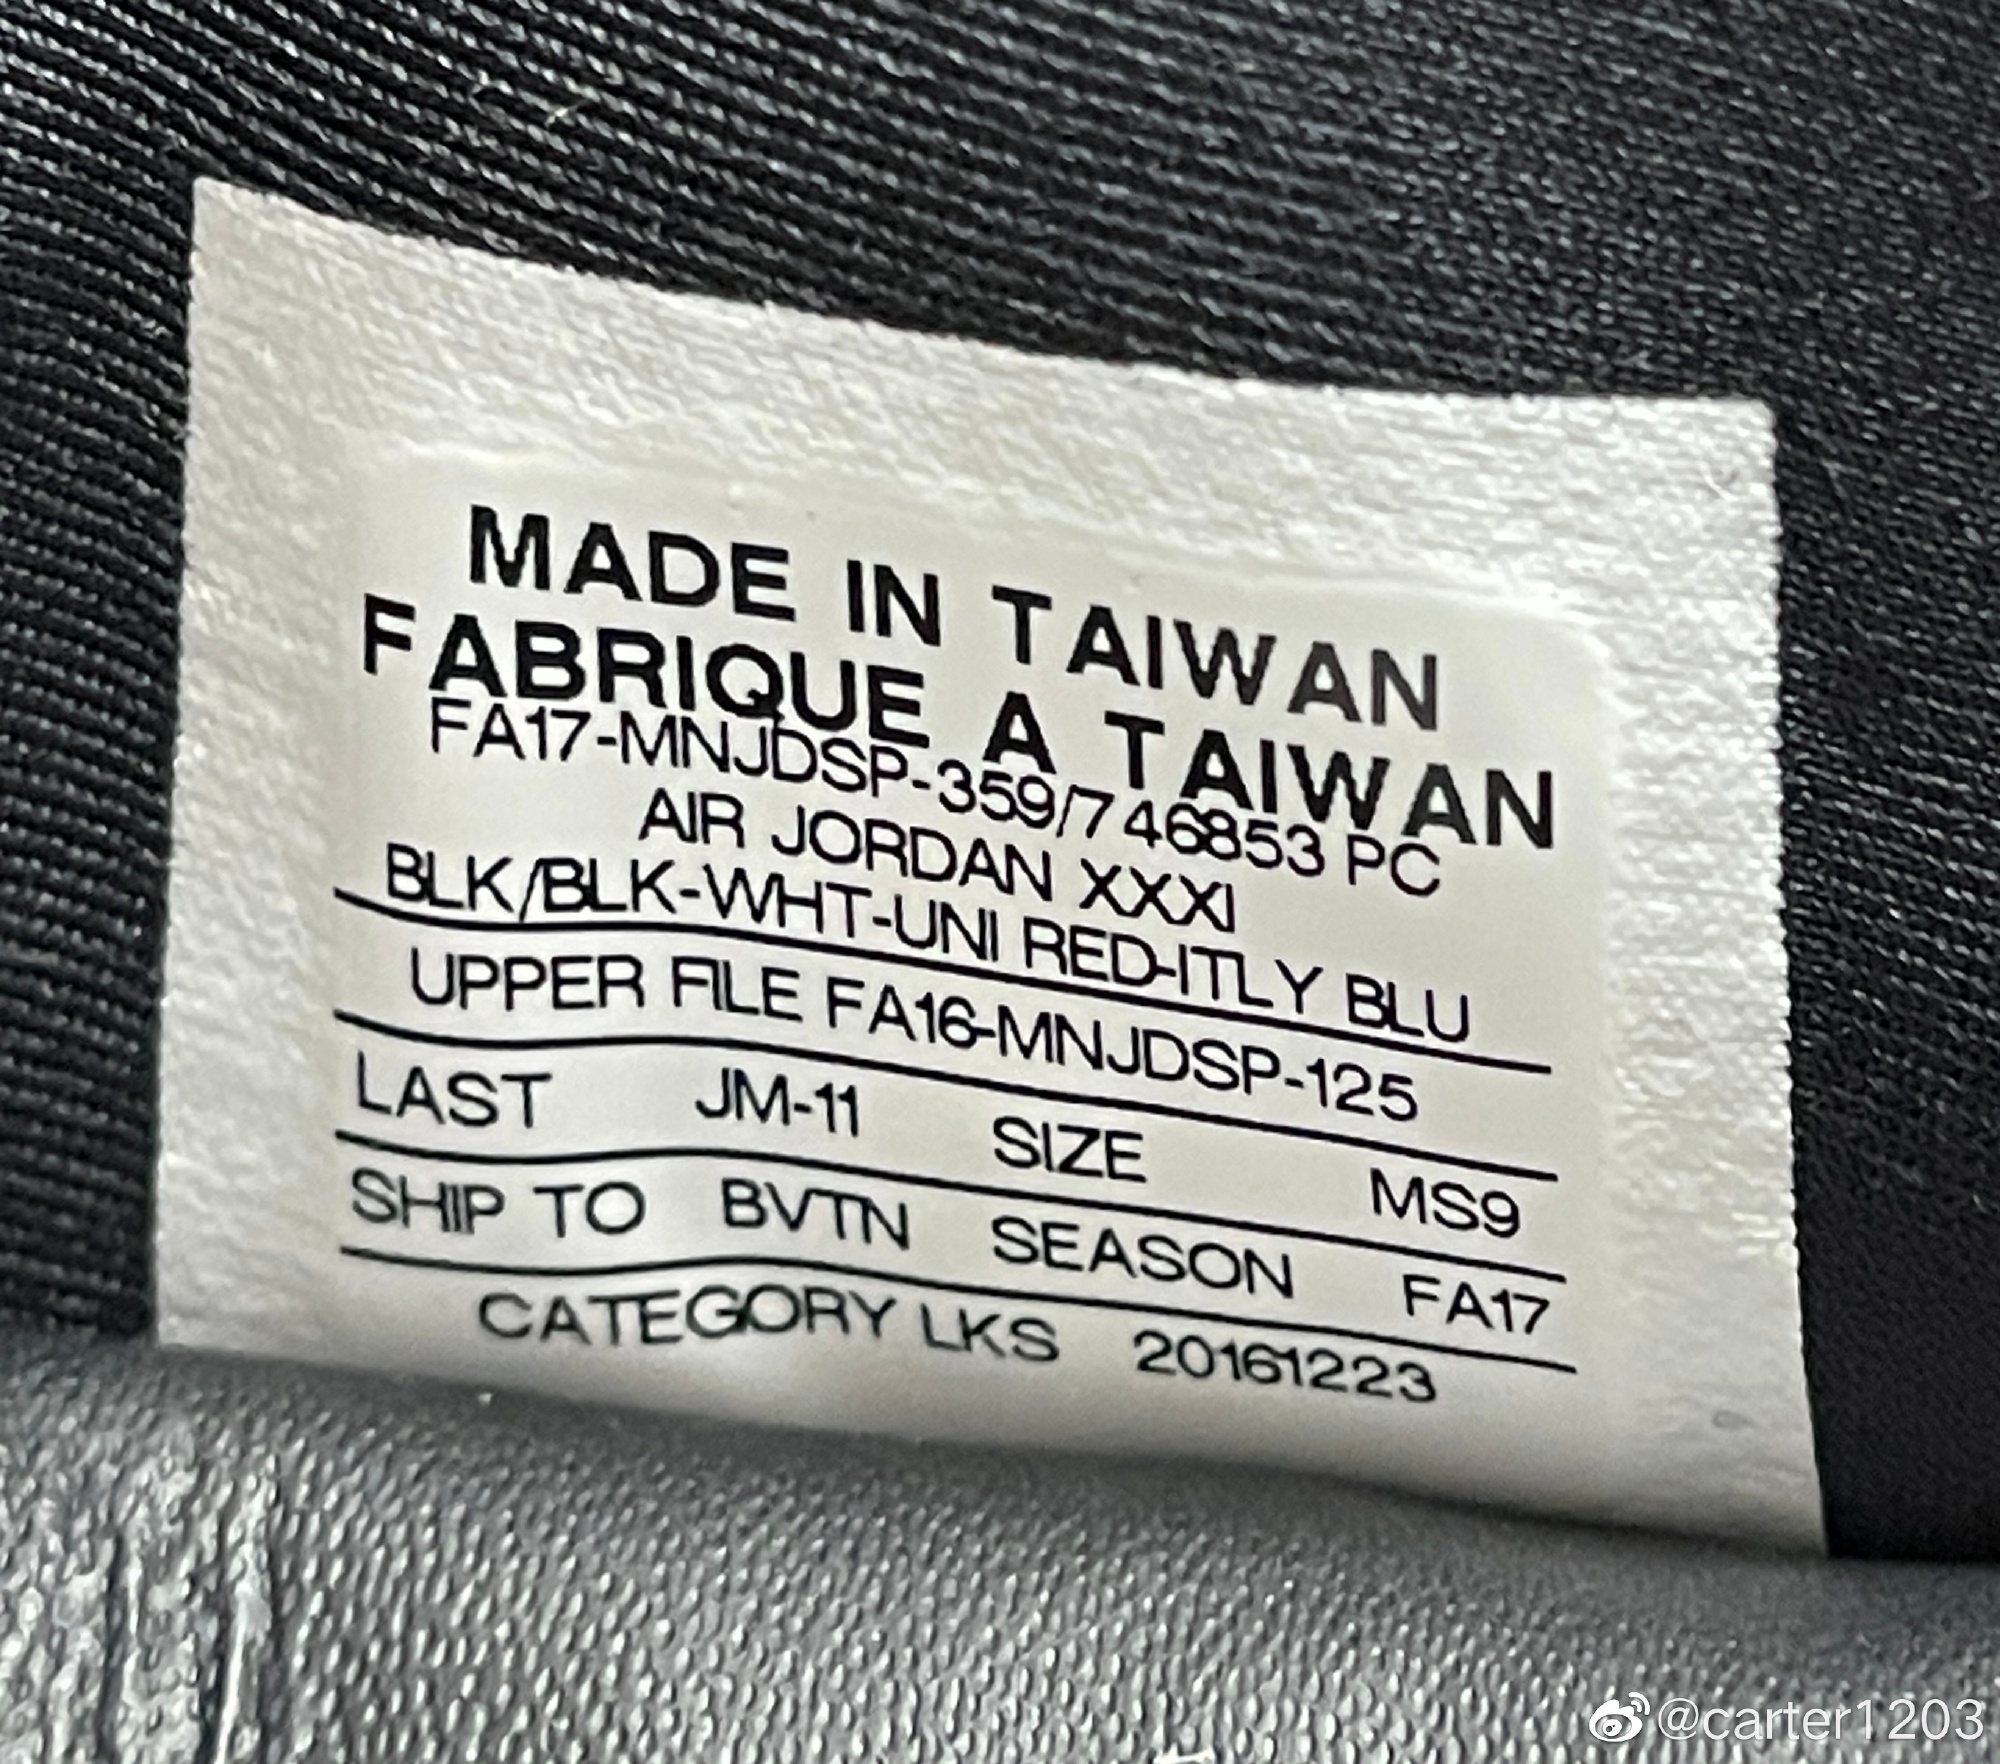 MADE IN TAIWAN
FABRIQUE A TAIWAN
FA17-MNJDSP-359/746853 PC
AIR JORDAN XXXI
BLK/BLK-WHT-UNI RED-ITLY BLU
UPPER FILE FA16-MNJDSP-125
LAST JM-11 SIZE MS9
SHIP TO BVTN SEASON FA17
CATEGORY LKS 20161223
@carter1203